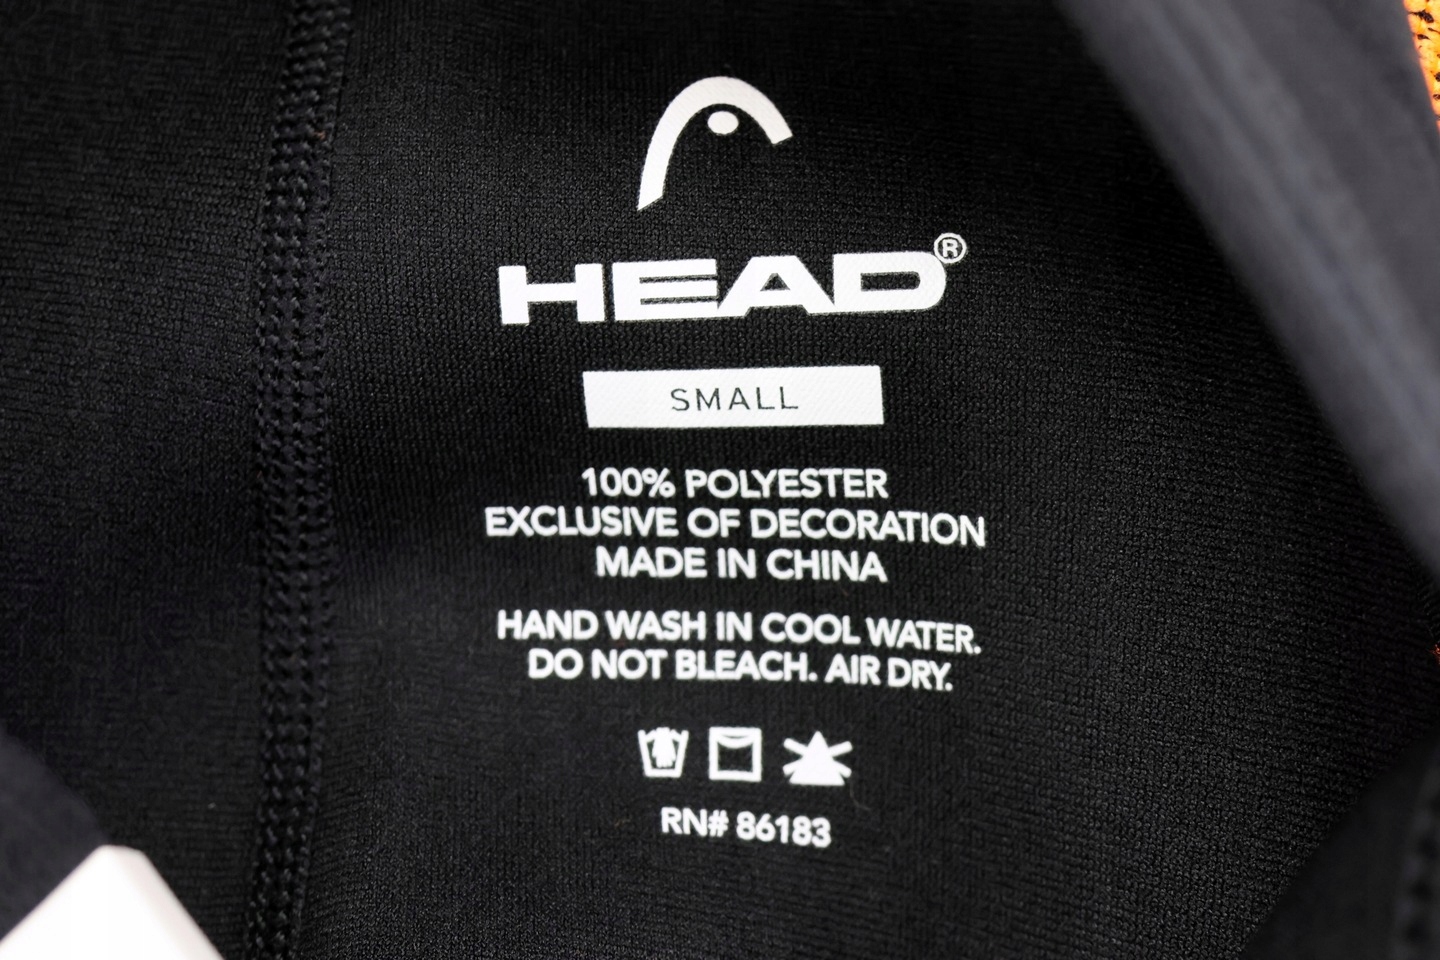 HEAD®
SMALL
100% POLYESTER
EXCLUSIVE OF DECORATION
MADE IN CHINA
HAND WASH IN COOL WATER.
DO NOT BLEACH. AIR DRY.
RN# 86183